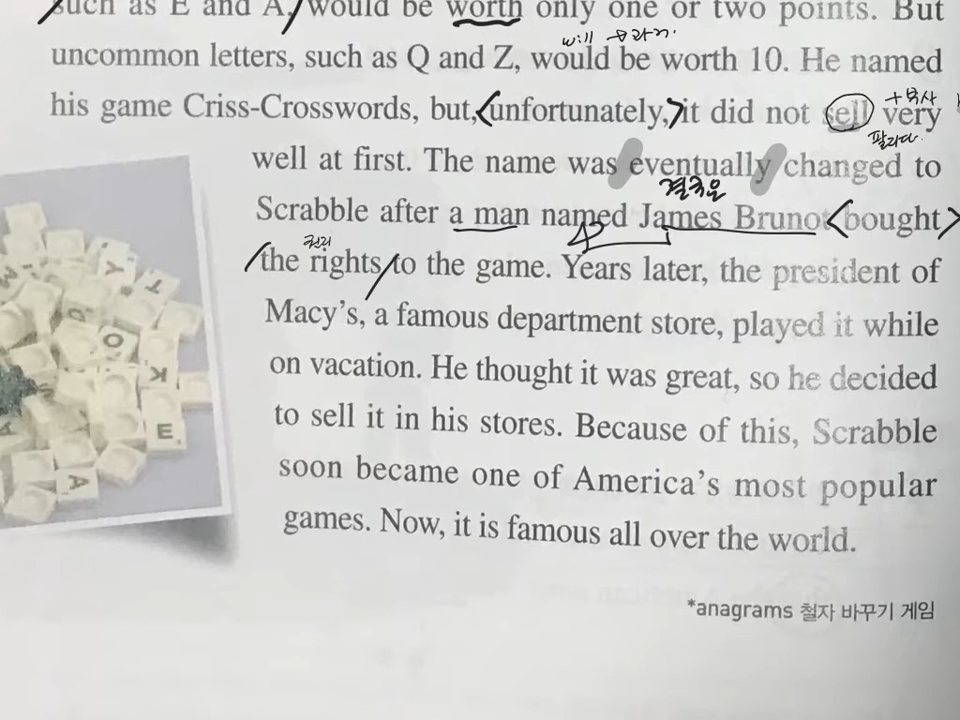 such as E and A, would be worth only one or two points. But
will
uncommon letters, such as Q and Z, would be worth 10. He named
his game Criss-Crosswords, but, unfortunately, it did not sell very
팔리다.
well at first. The name was eventually changed to
결국은
Scrabble after a man named James Brunot bought
권리
the rights to the game. Years later, the president of
Macy's, a famous department store, played it while
on vacation. He thought it was great, so he decided
to sell it in his stores. Because of this, Scrabble
soon became one of America's most popular
games. Now, it is famous all over the world.
*anagrams 철자 바꾸기 게임
Y
T
O
K
E
A